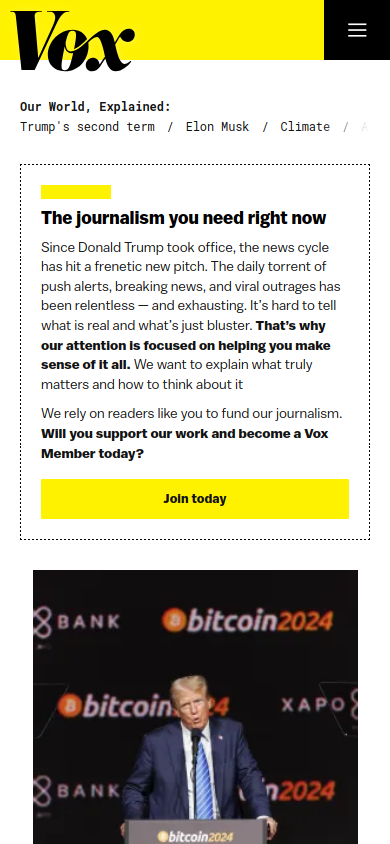 Vox
Our World, Explained:
Trump's second term / Elon Musk / Climate /
The journalism you need right now
Since Donald Trump took office, the news cycle
has hit a frenetic new pitch. The daily torrent of
push alerts, breaking news, and viral outrages has
been relentless — and exhausting. It's hard to tell
what is real and what's just bluster. That's why
our attention is focused on helping you make
sense of it all. We want to explain what truly
matters and how to think about it
We rely on readers like you to fund our journalism.
Will you support our work and become a Vox
Member today?
Join today
BANK bitcoin2024
bitcoin 4 XAPO
BANK in2024
bitcoin2024